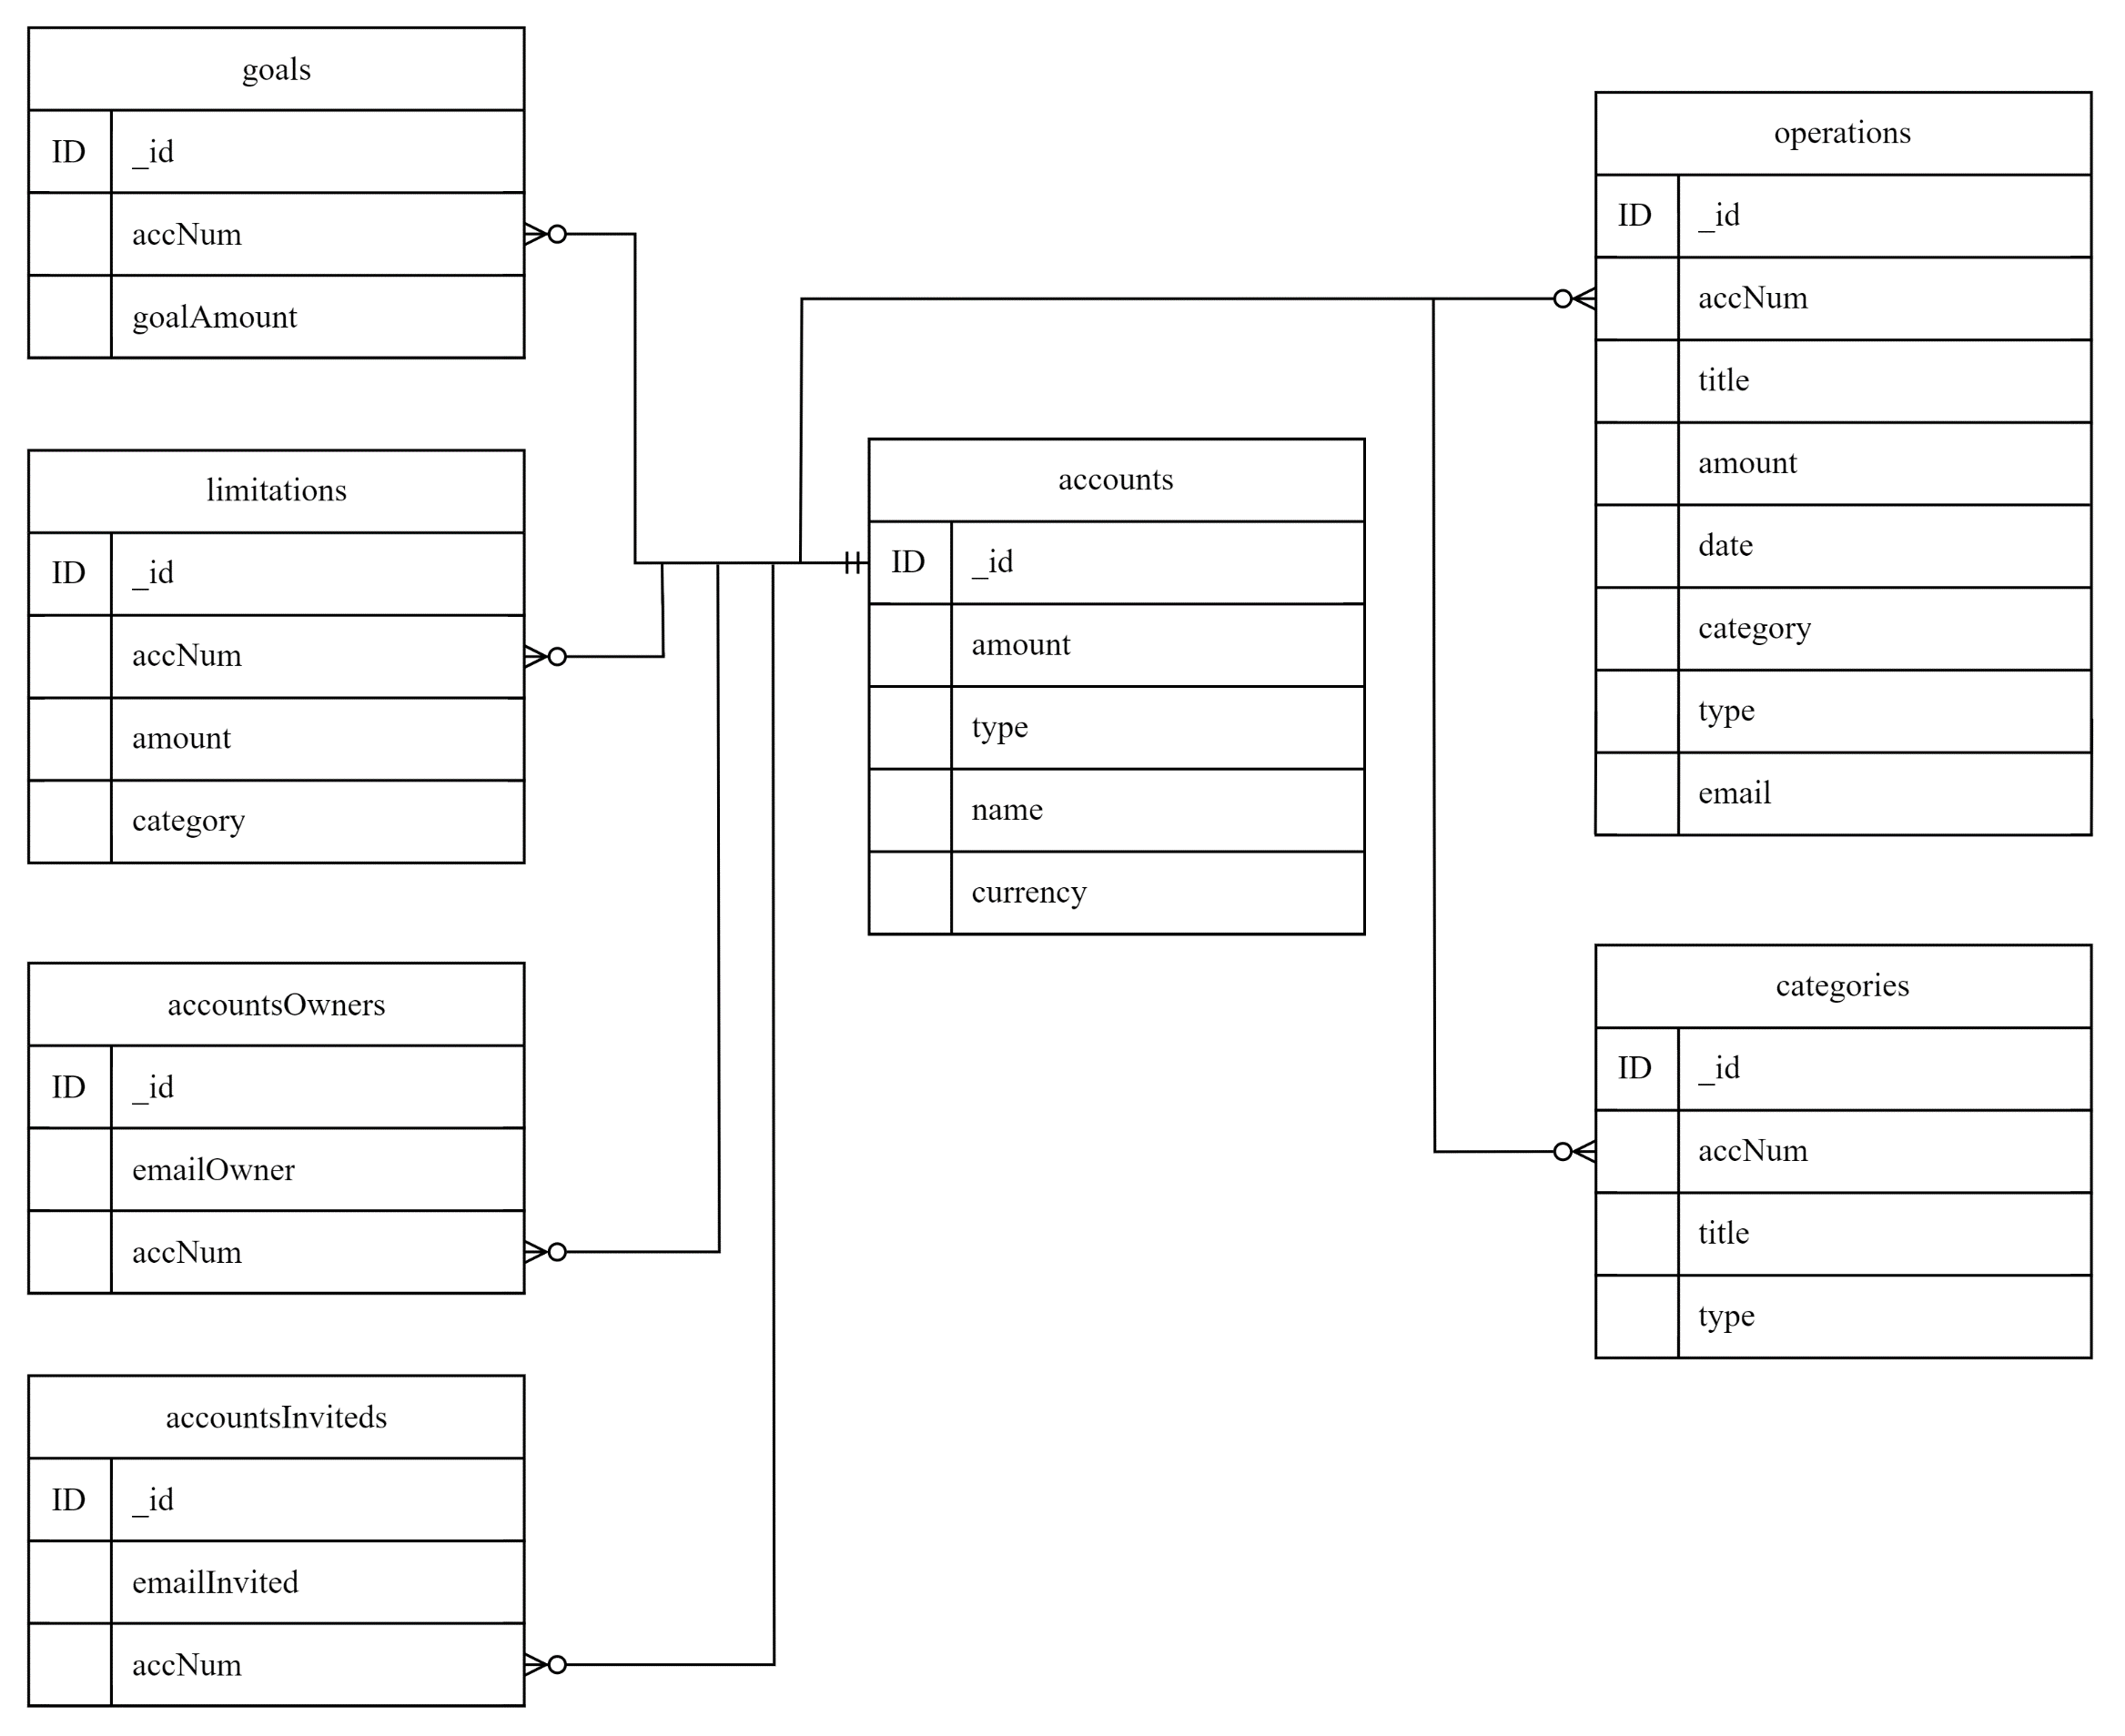 goals
ID _id
accNum
goalAmount
limitations
ID _id
accNum
amount
category
accountsOwners
ID _id
emailOwner
accNum
accountsInviteds
ID _id
emailInvited
accNum
accounts
ID _id
amount
type
name
currency
operations
ID _id
accNum
title
amount
date
category
type
email
categories
ID _id
accNum
title
type